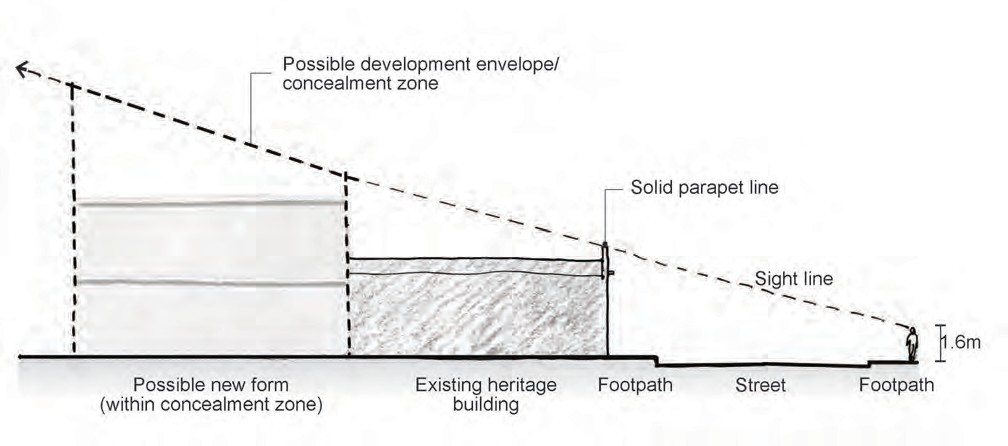 Possible development envelope/
concealment zone
Solid parapet line
Sight line
1.6m
Possible new form
(within concealment zone)
Existing heritage
building
Footpath
Street
Footpath